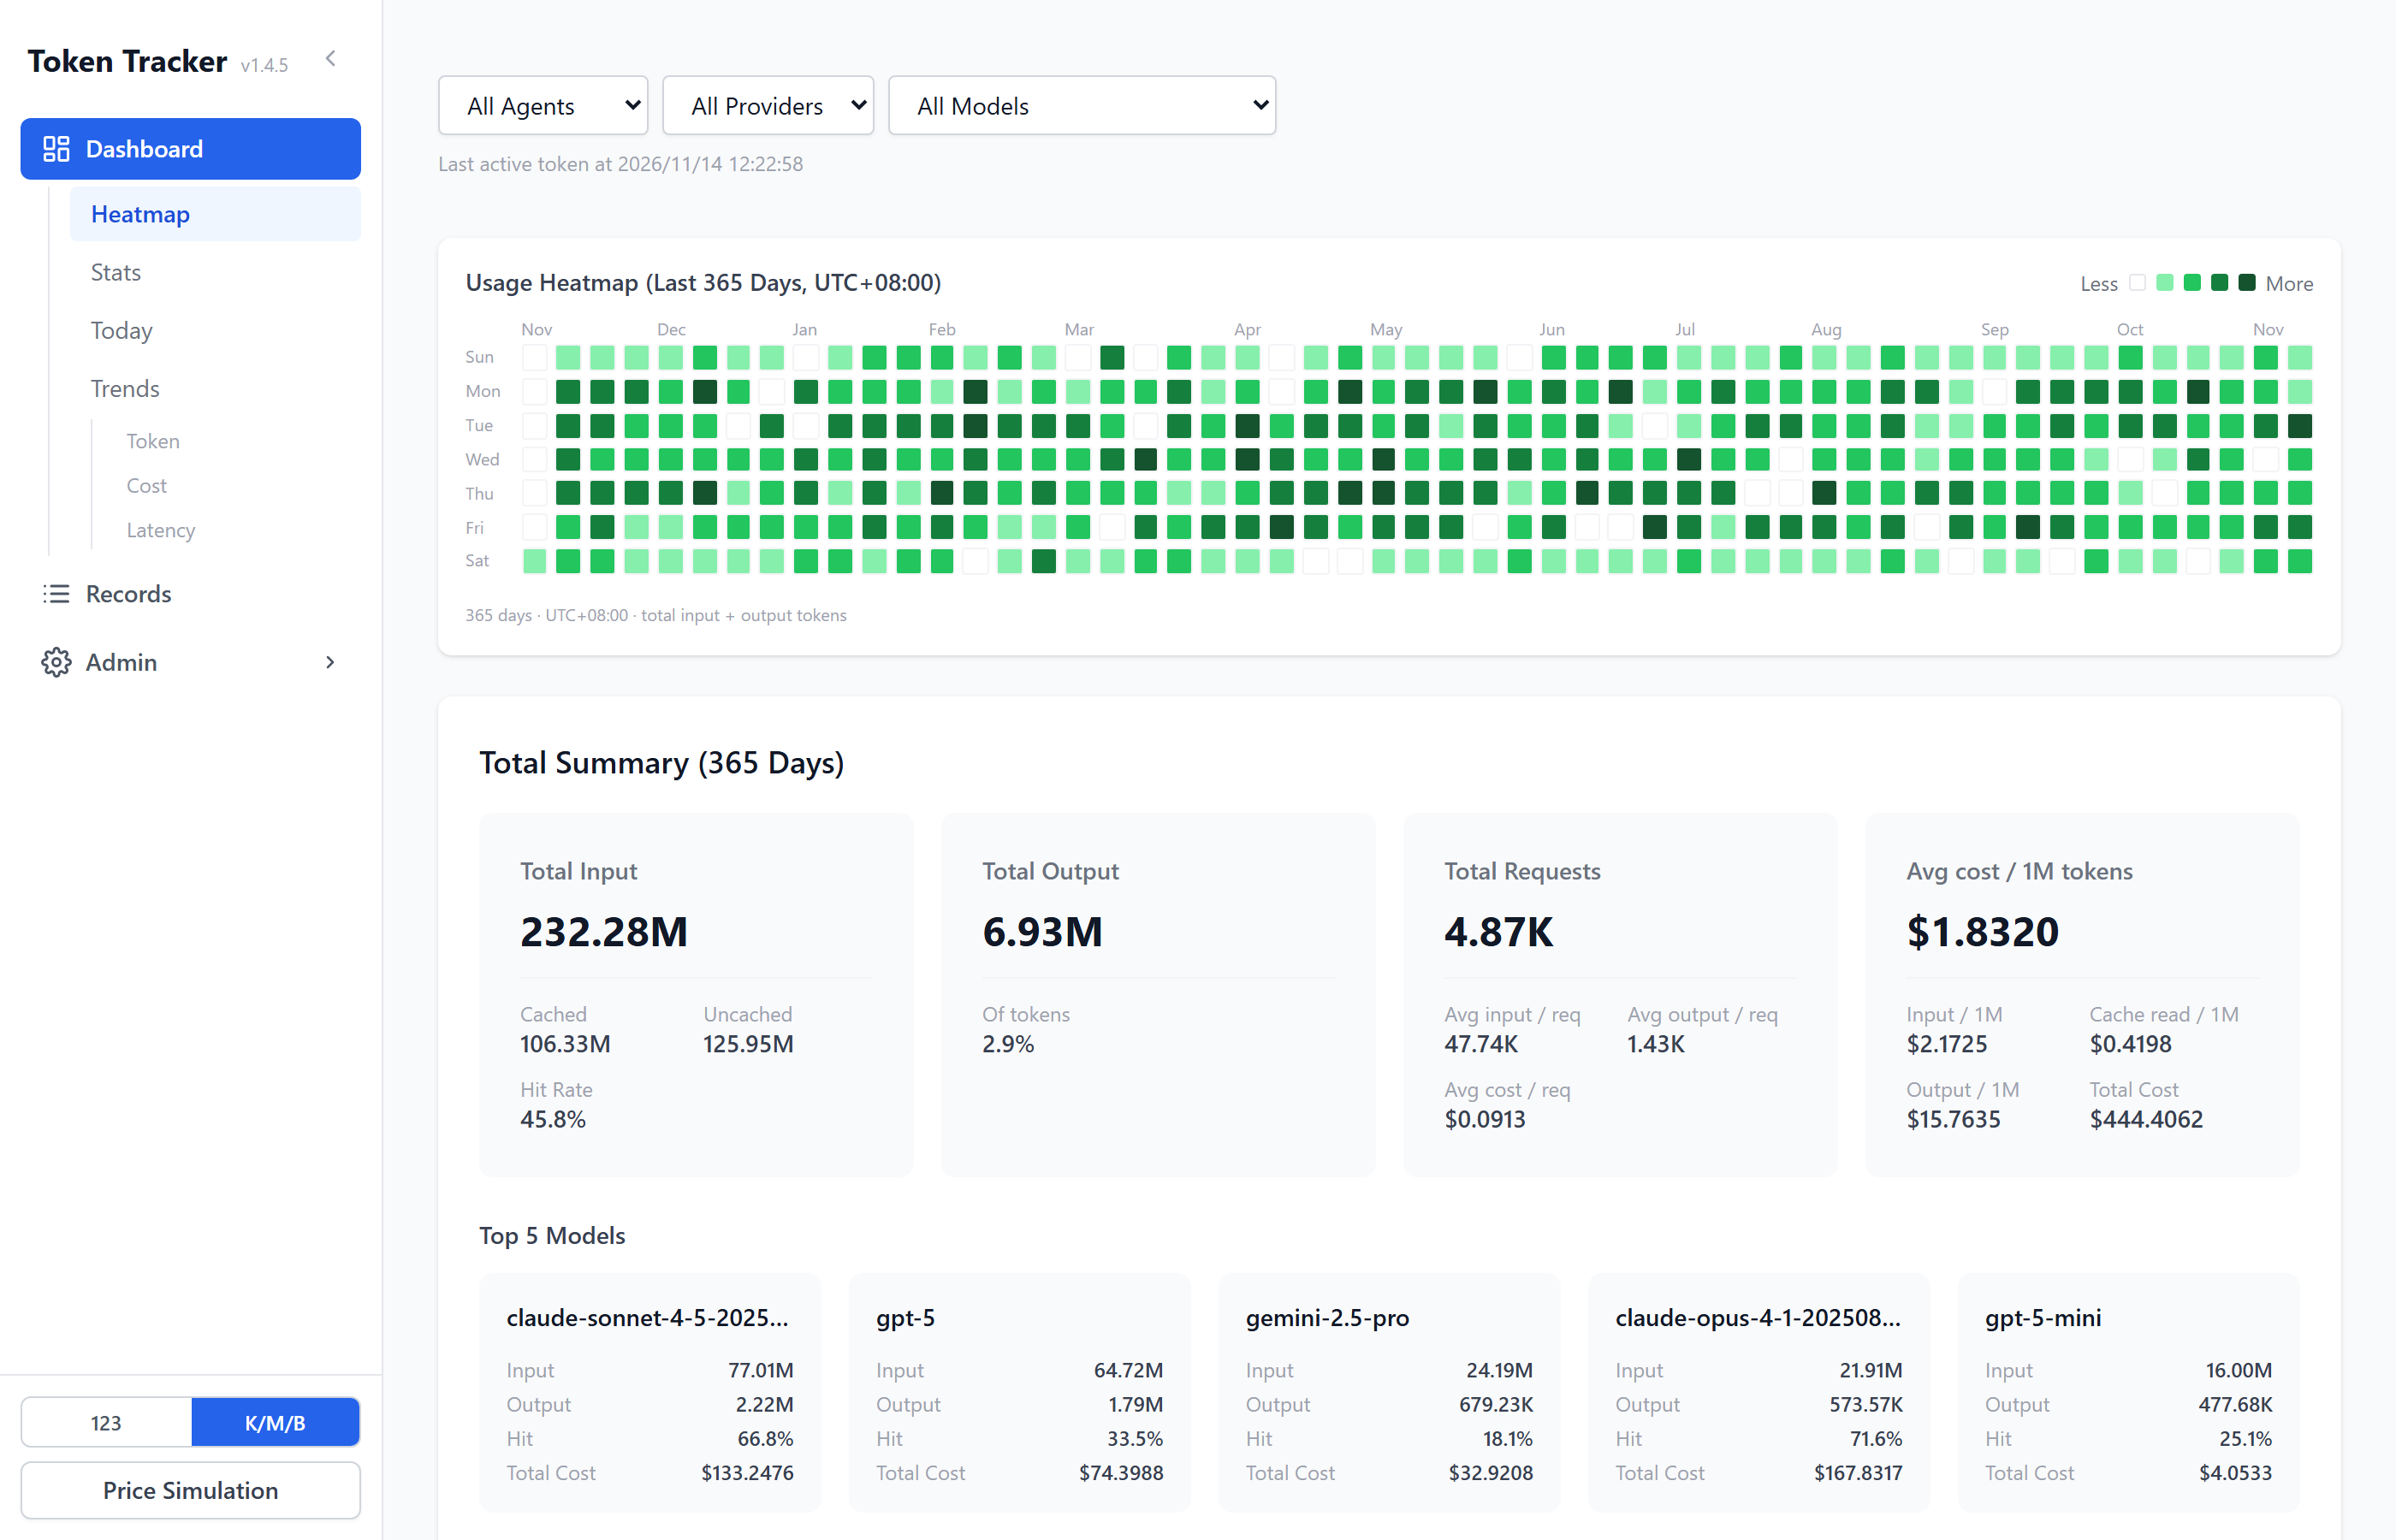 Token Tracker v1.4.5
Dashboard
Heatmap
Stats
Today
Trends
Token
Cost
Latency
Records
Admin
123 K/M/B
Price Simulation
All Agents All Providers All Models
Last active token at 2026/11/14 12:22:58
Usage Heatmap (Last 365 Days, UTC+08:00) Less More
Nov Dec Jan Feb Mar Apr May Jun Jul Aug Sep Oct Nov
Sun
Mon
Tue
Wed
Thu
Fri
Sat
365 days · UTC+08:00 · total input + output tokens
Total Summary (365 Days)
Total Input
232.28M
Cached Uncached
106.33M 125.95M
Hit Rate
45.8%
Total Output
6.93M
Of tokens
2.9%
Total Requests
4.87K
Avg input / req Avg output / req
47.74K 1.43K
Avg cost / req
$0.0913
Avg cost / 1M tokens
$1.8320
Input / 1M Cache read / 1M
$2.1725 $0.4198
Output / 1M Total Cost
$15.7635 $444.4062
Top 5 Models
claude-sonnet-4-5-2025...
Input 77.01M
Output 2.22M
Hit 66.8%
Total Cost $133.2476
gpt-5
Input 64.72M
Output 1.79M
Hit 33.5%
Total Cost $74.3988
gemini-2.5-pro
Input 24.19M
Output 679.23K
Hit 18.1%
Total Cost $32.9208
claude-opus-4-1-202508...
Input 21.91M
Output 573.57K
Hit 71.6%
Total Cost $167.8317
gpt-5-mini
Input 16.00M
Output 477.68K
Hit 25.1%
Total Cost $4.0533